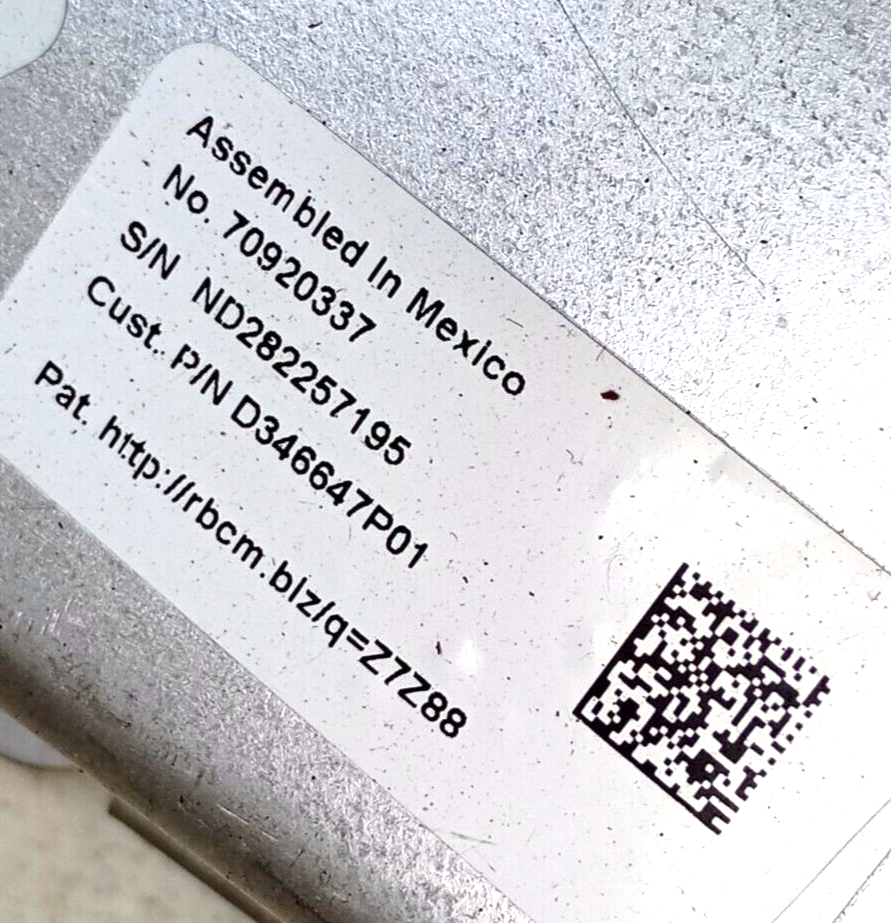 Assembled In Mexico
No. 70920337
S/N ND282257195
Cust. P/N D346647P01
Pat. http://rbcm.biz/q=Z7Z88